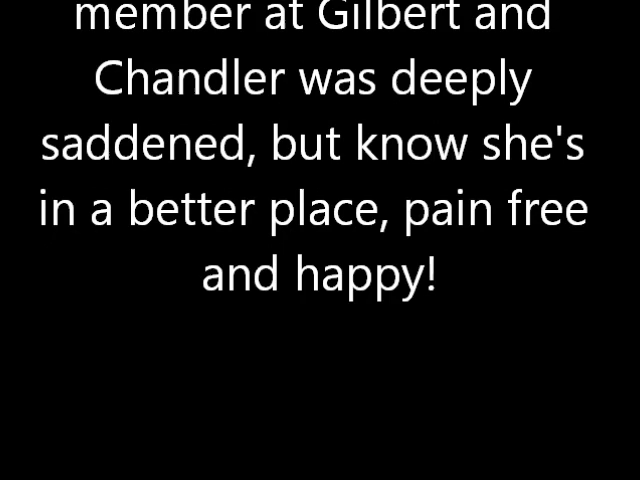 member at Gilbert and
Chandler was deeply
saddened, but know she's
in a better place, pain free
and happy!